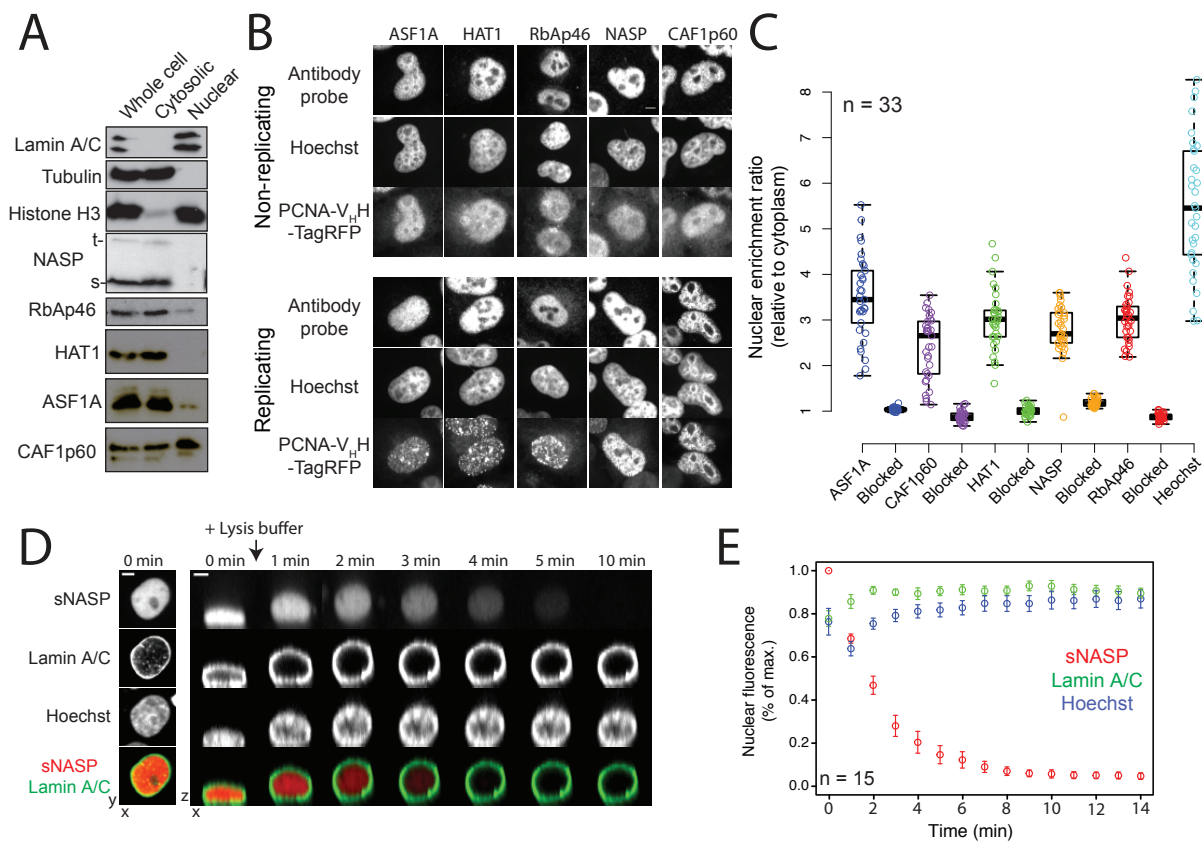 A
Whole cell
Cytosolic
Nuclear
Lamin A/C
Tubulin
Histone H3
t-
NASP
s-
RbAp46
HAT1
ASF1A
CAF1p60
B
ASF1A HAT1 RbAp46 NASP CAF1p60
Non-replicating
Antibody
probe
Hoechst
PCNA-VHH
-TagRFP
Replicating
Antibody
probe
Hoechst
PCNA-VHH
-TagRFP
C
n = 33
Nuclear enrichment ratio
(relative to cytoplasm)
8
7
6
5
4
3
2
1
ASF1A
Blocked
CAF1p60
Blocked
HAT1
Blocked
NASP
Blocked
RbAp46
Blocked
Heochst
D
+ Lysis buffer
0 min 0 min 1 min 2 min 3 min 4 min 5 min 10 min
sNASP
Lamin A/C
Hoechst
sNASP
Lamin A/C
y
x
z
x
E
Nuclear fluorescence
(% of max.)
1.0
0.8
0.6
0.4
0.2
0.0
sNASP
Lamin A/C
Hoechst
n = 15
0 2 4 6 8 10 12 14
Time (min)